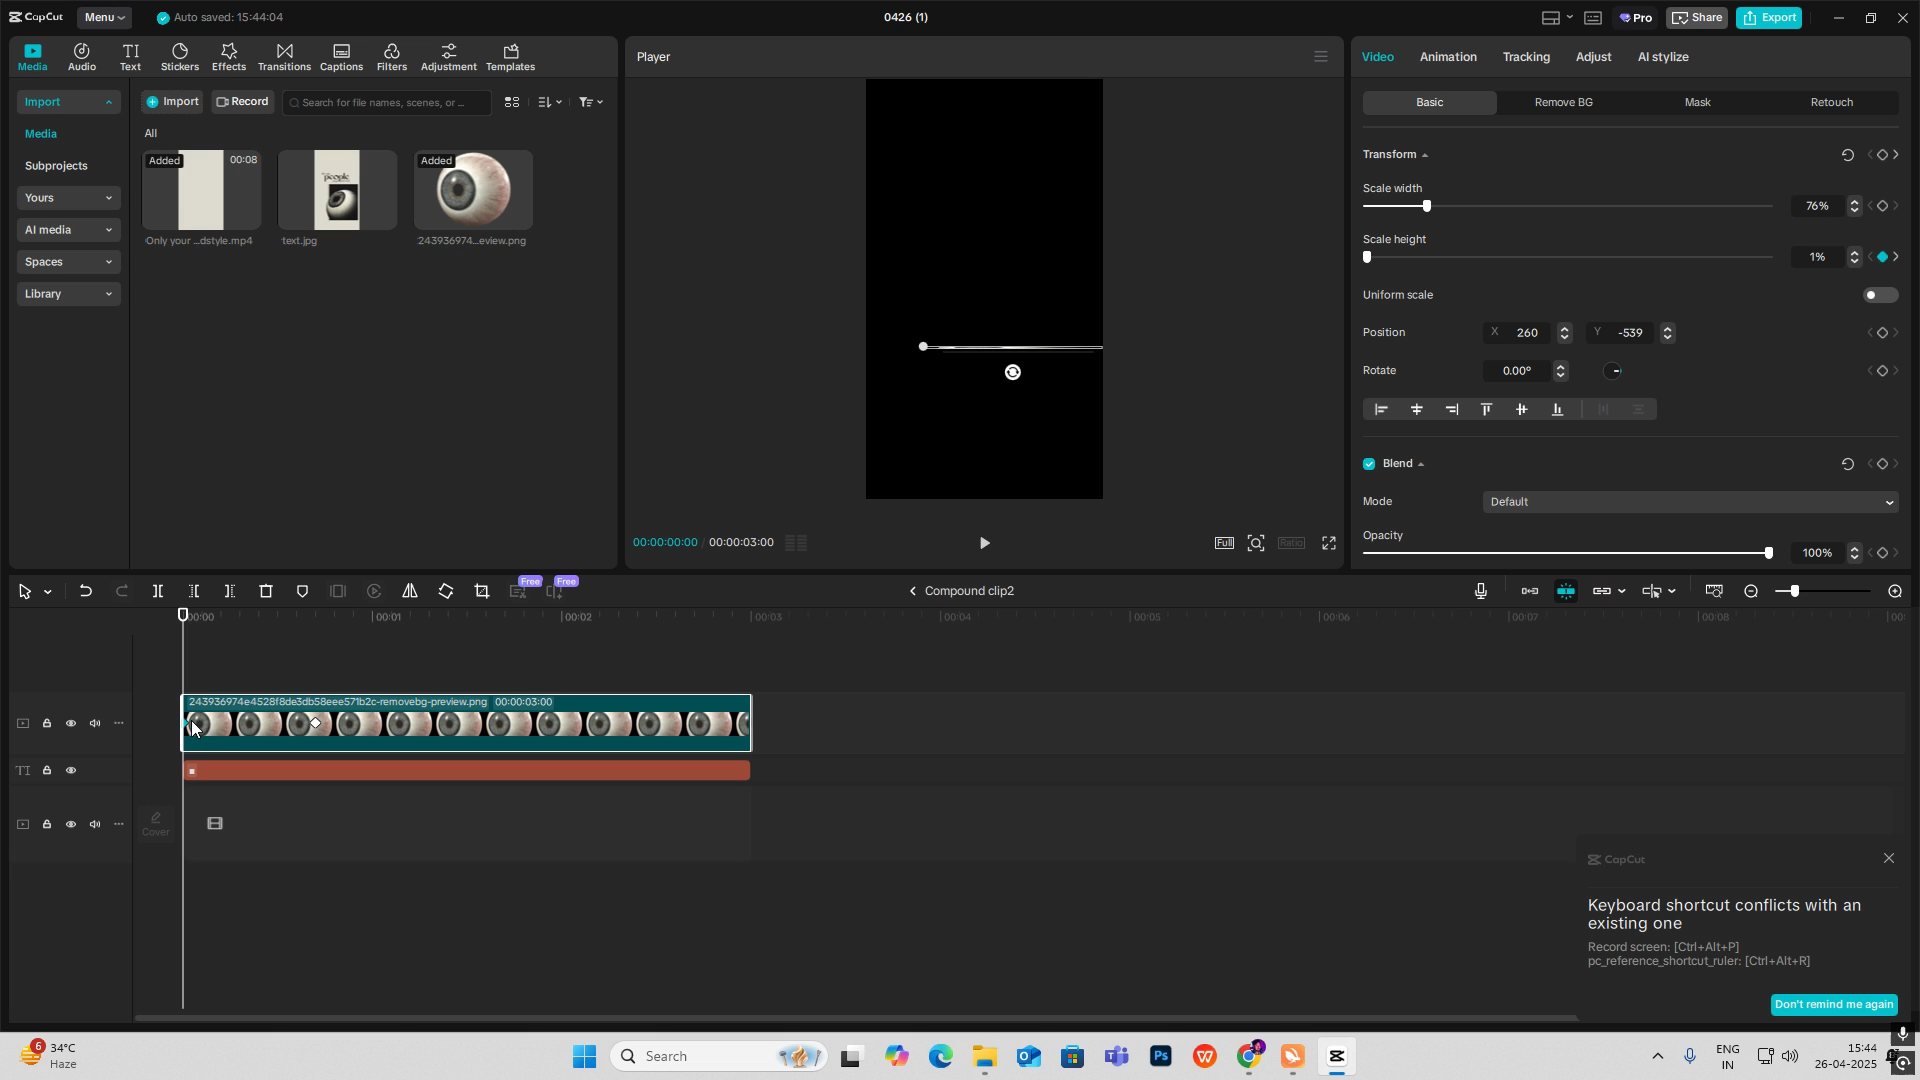 CapCut Menu Auto saved: 15:44:04 0426 (1) Pro Share Export
Media Audio Text Stickers Effects Transitions Captions Filters Adjustment Templates
Import
Media
Subprojects
Yours
AI media
Spaces
Library
Import Record Search for file names, scenes, or ...
All
Added 00:08 Added
Only your ...dstyle.mp4 text.jpg 243936974...eview.png
people
Player
00:00:00:00 / 00:00:03:00 Full Ratio
Video Animation Tracking Adjust AI stylize
Basic Remove BG Mask Retouch
Transform
Scale width
76%
Scale height
1%
Uniform scale
Position X 260 Y -539
Rotate 0.00°
Blend
Mode Default
Opacity
100%
Free Free
Compound clip2
00:00 00:01 00:02 00:03 00:04 00:05 00:06 00:07 00:08
243936974e4528f8de3db58eee571b2c-removebg-preview.png 00:00:03:00
TI
Cover
CapCut
Keyboard shortcut conflicts with an
existing one
Record screen: [Ctrl+Alt+P]
pc_reference_shortcut_ruler: [Ctrl+Alt+R]
Don't remind me again
6 34°C
Haze
Search
Ps
W
ENG
IN
15:44
26-04-2025